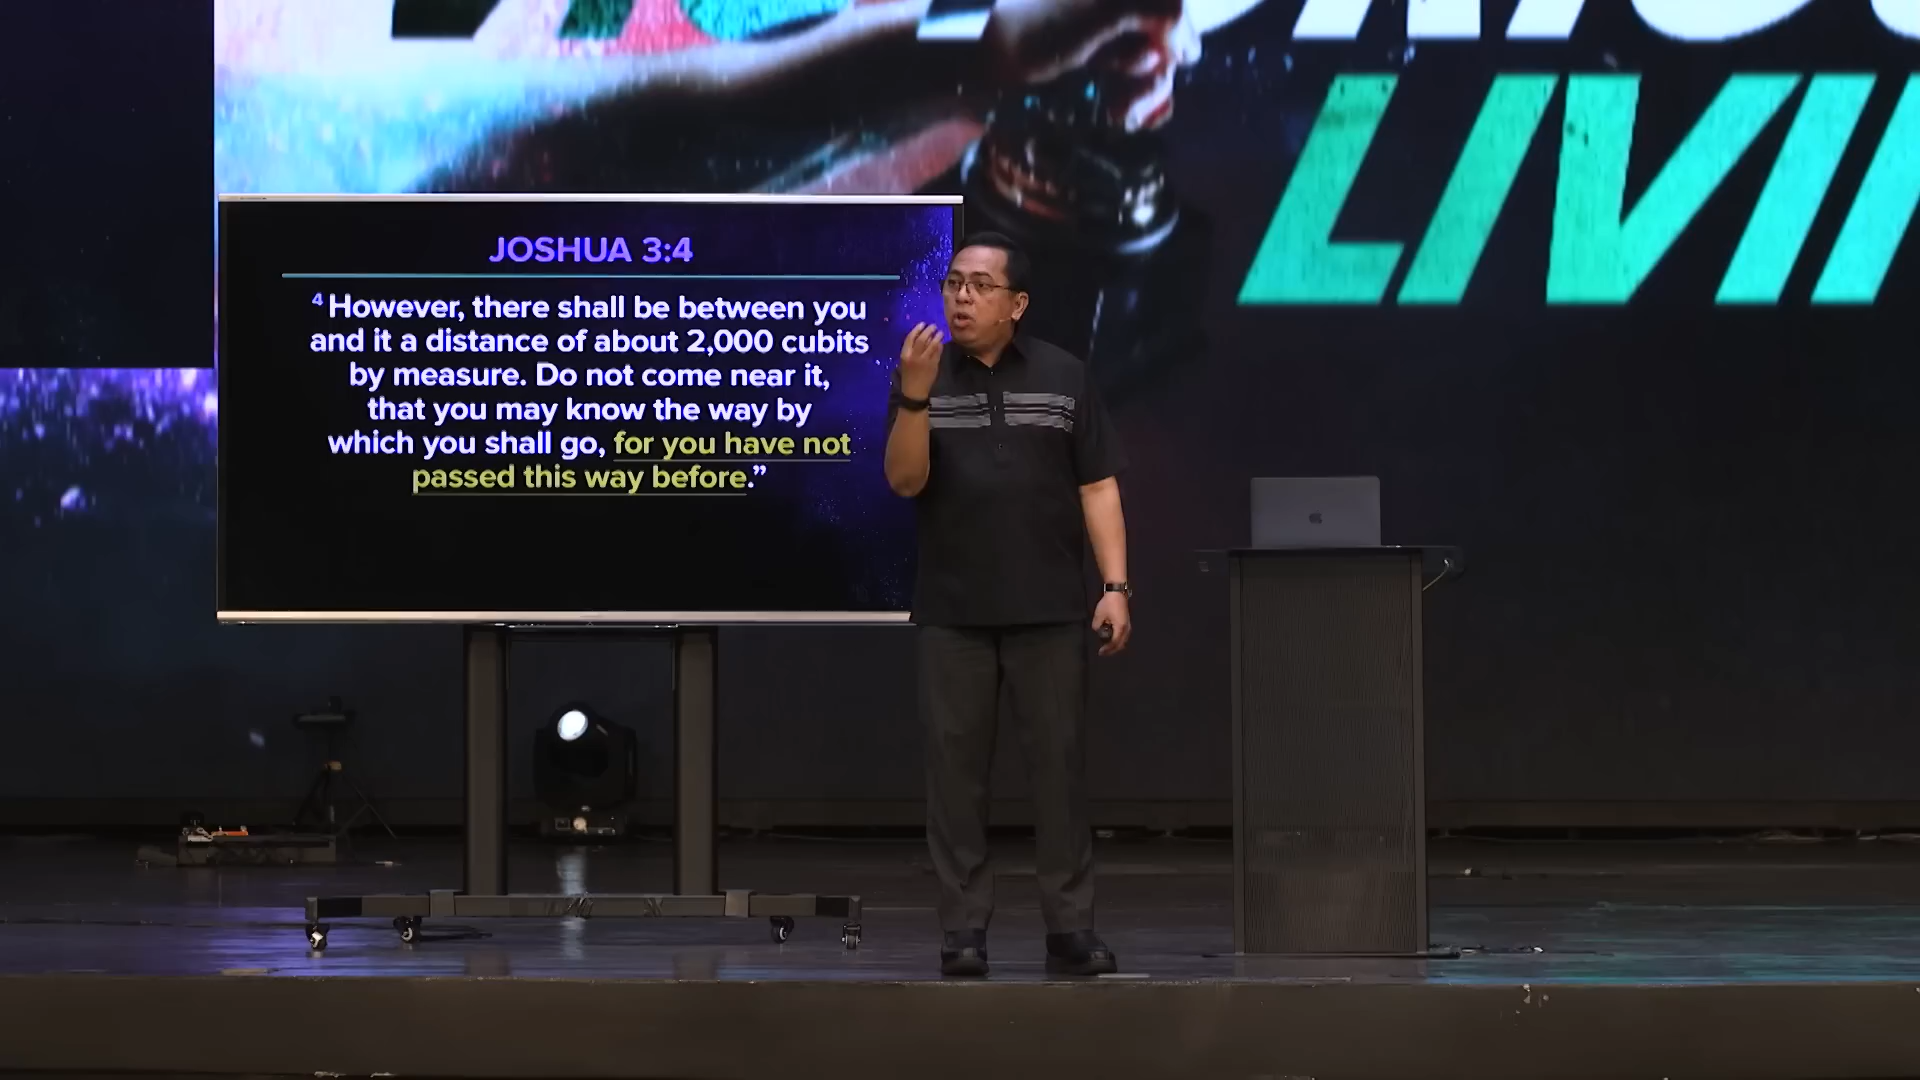 LIVI
JOSHUA 3:4
4 However, there shall be between you
and it a distance of about 2,000 cubits
by measure. Do not come near it,
that you may know the way by
which you shall go, for you have not
passed this way before.”